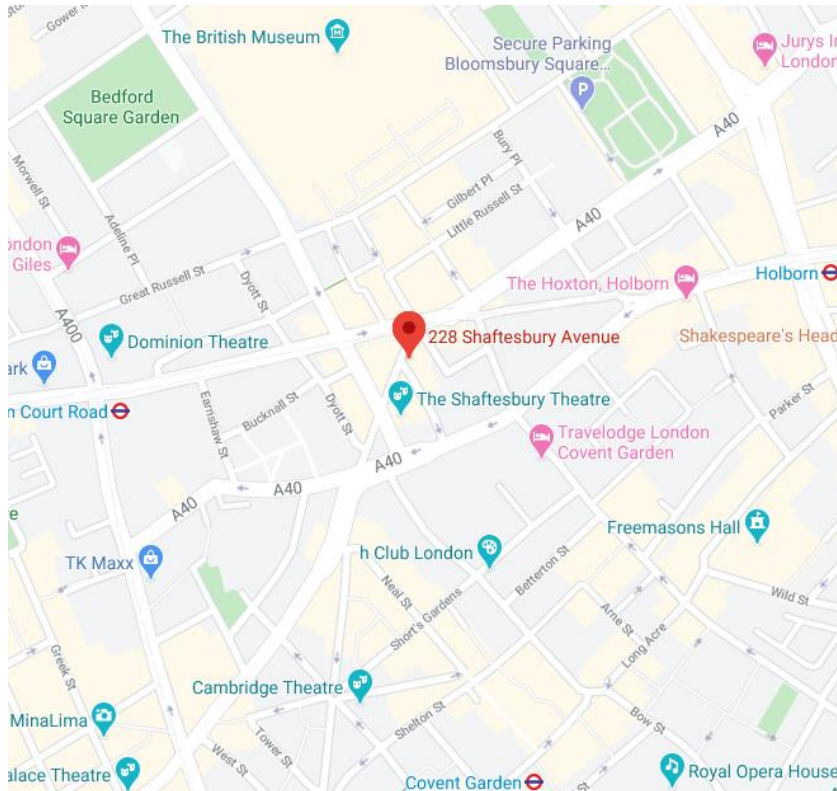 Gower
The British Museum
Secure Parking
Bloomsbury Square...
Jurys In
London
Bedford
Square Garden
P
A40
Bury Pl
Gilbert Pl
Little Russell St
Morwell St
Adeline Pl
A40
ondon
Giles
Great Russell St
Dyott St
The Hoxton, Holborn
Holborn
A400
Dominion Theatre
228 Shaftesbury Avenue
Shakespeare's Head
ark
n Court Road
Earnshaw St
Bucknall St
Dyott St
The Shaftesbury Theatre
Parker St
Travelodge London
Covent Garden
A40
A40
A40
e
TK Maxx
h Club London
Freemasons Hall
Betterton St
Neal St
Short's Gardens
Arne St
Wild St
Long Acre
Greek St
Cambridge Theatre
MinaLima
Shelton St
Bow St
Tower St
West St
alace Theatre
Covent Garden
Royal Opera House